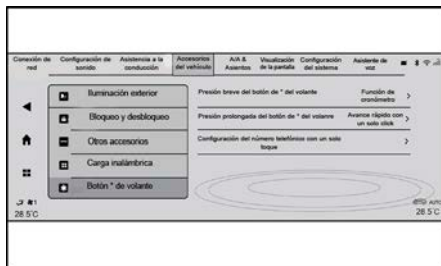 Conexión de red
Configuración de sonido
Asistencia a la conducción
Accesorios del vehículo
A/A & Asientos
Visualización de la pantalla
Configuración del sistema
Asistente de voz
Iluminación exterior
Bloqueo y desbloqueo
Otros accesorios
Carga inalámbrica
Botón * de volante
Presión breve del botón de * del volante
Función de cronómetro
Presión prolongada del botón de * del volanre
Avance rápido con un solo click
Configuración del número telefónico con un solo toque
1
28.5°C
AUTO
28.5°C